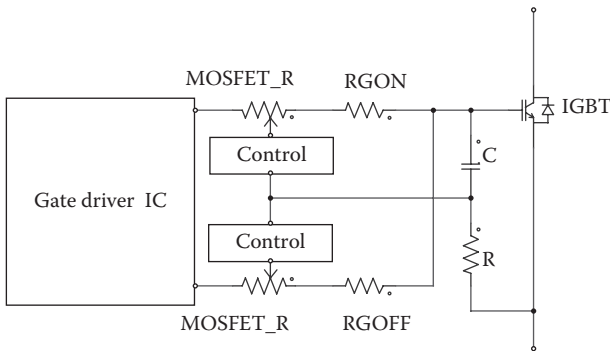 MOSFET_R
RGON
IGBT
Control
C
Gate driver IC
Control
R
MOSFET_R
RGOFF